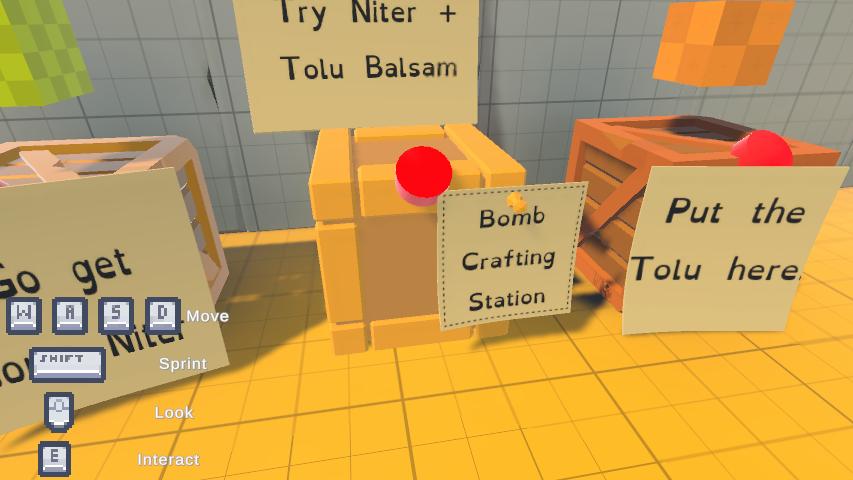 Try Niter +
Tolu Balsam
Go get
Niter
Bomb
Crafting
Station
Put the
Tolu here.
W A S D Move
SHIFT Sprint
Look
E Interact